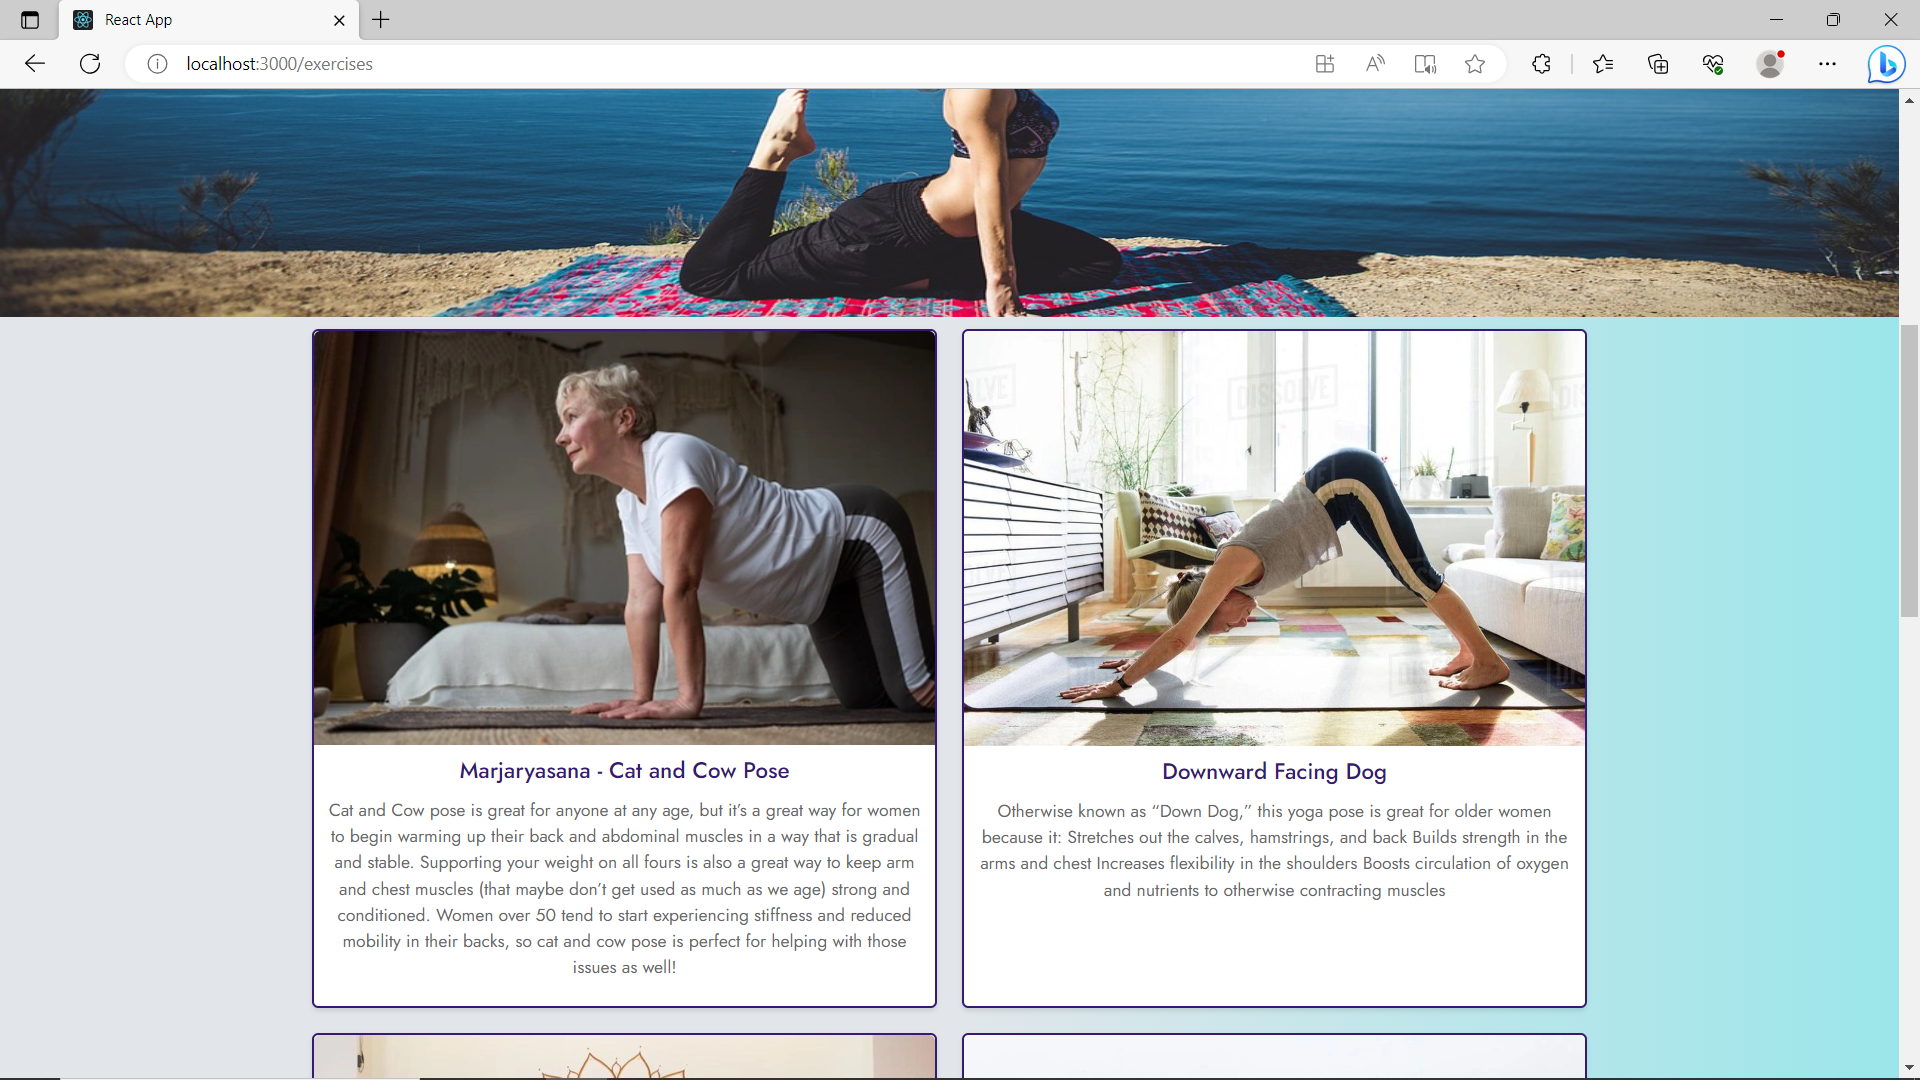 React App
localhost:3000/exercises
DISSOLVE
Marjaryasana - Cat and Cow Pose
Cat and Cow pose is great for anyone at any age, but it’s a great way for women
to begin warming up their back and abdominal muscles in a way that is gradual
and stable. Supporting your weight on all fours is also a great way to keep arm
and chest muscles (that maybe don’t get used as much as we age) strong and
conditioned. Women over 50 tend to start experiencing stiffness and reduced
mobility in their backs, so cat and cow pose is perfect for helping with those
issues as well!
Downward Facing Dog
Otherwise known as “Down Dog,” this yoga pose is great for older women
because it: Stretches out the calves, hamstrings, and back Builds strength in the
arms and chest Increases flexibility in the shoulders Boosts circulation of oxygen
and nutrients to otherwise contracting muscles